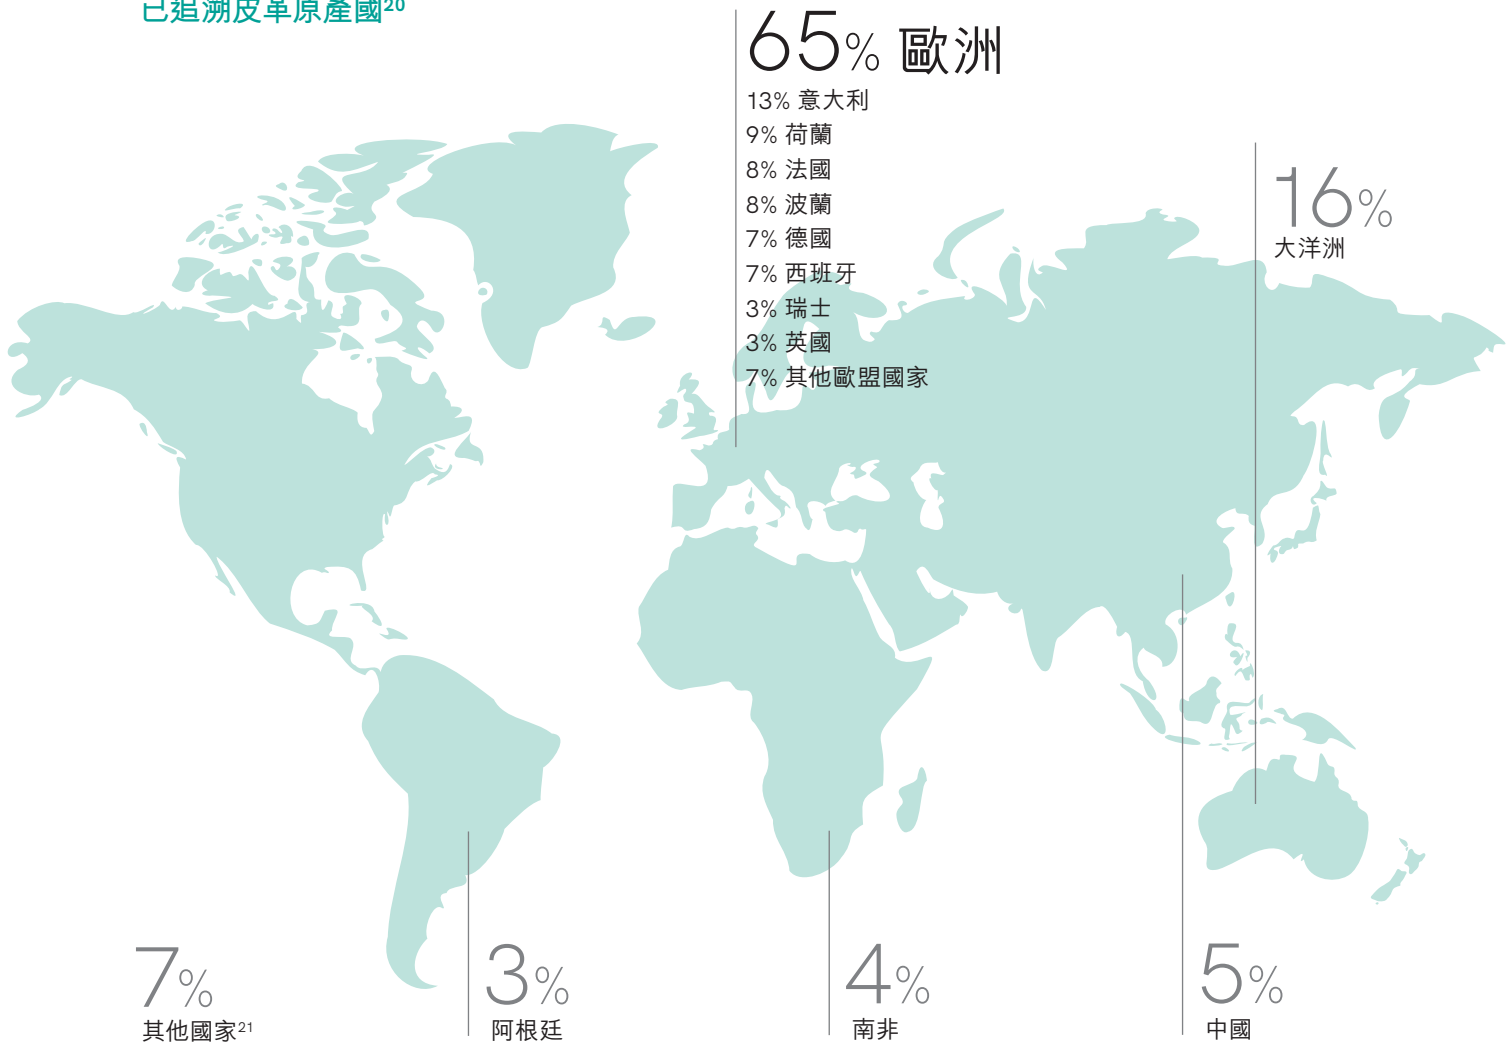 已追溯皮革原產國20
65% 歐洲
13% 意大利
9% 荷蘭
8% 法國
8% 波蘭
7% 德國
7% 西班牙
3% 瑞士
3% 英國
7% 其他歐盟國家
16%
大洋洲
7%
其他國家21
3%
阿根廷
4%
南非
5%
中國